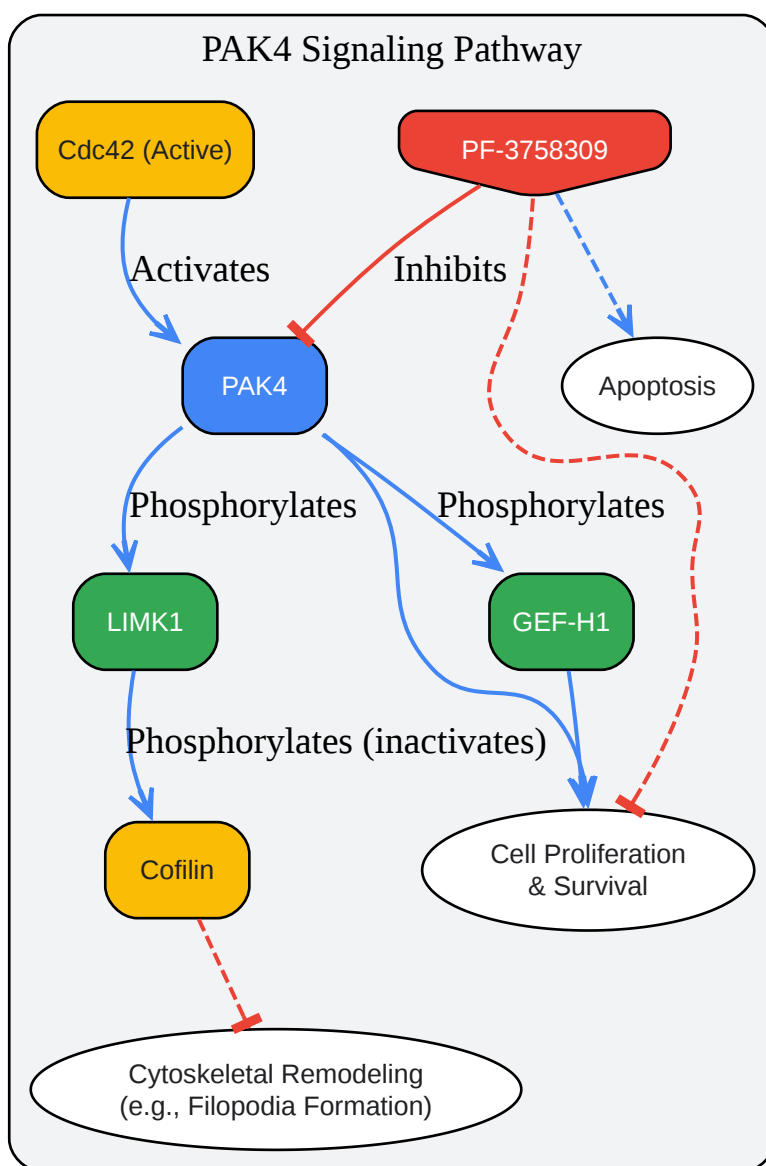 PAK4 Signaling Pathway
Cdc42 (Active)
PF-3758309
Activates
Inhibits
PAK4
Apoptosis
Phosphorylates
Phosphorylates
LIMK1
GEF-H1
Phosphorylates (inactivates)
Cofilin
Cell Proliferation
& Survival
Cytoskeletal Remodeling
(e.g., Filopodia Formation)